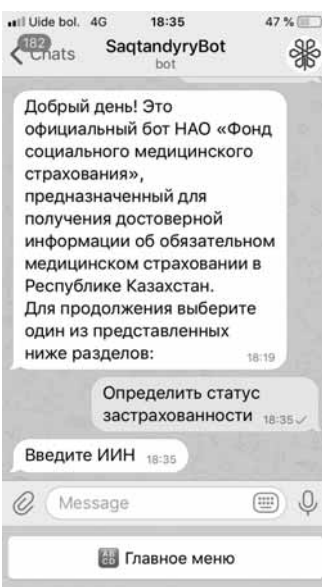 Uide bol. 4G 18:35 47 %
182
Chats SaqtandyryBot
bot
Добрый день! Это
официальный бот НАО «Фонд
социального медицинского
страхования»,
предназначенный для
получения достоверной
информации об обязательном
медицинском страховании в
Республике Казахстан.
Для продолжения выберите
один из представленных
ниже разделов: 18:19
Определить статус
застрахованности 18:35
Введите ИИН 18:35
Message
Главное меню